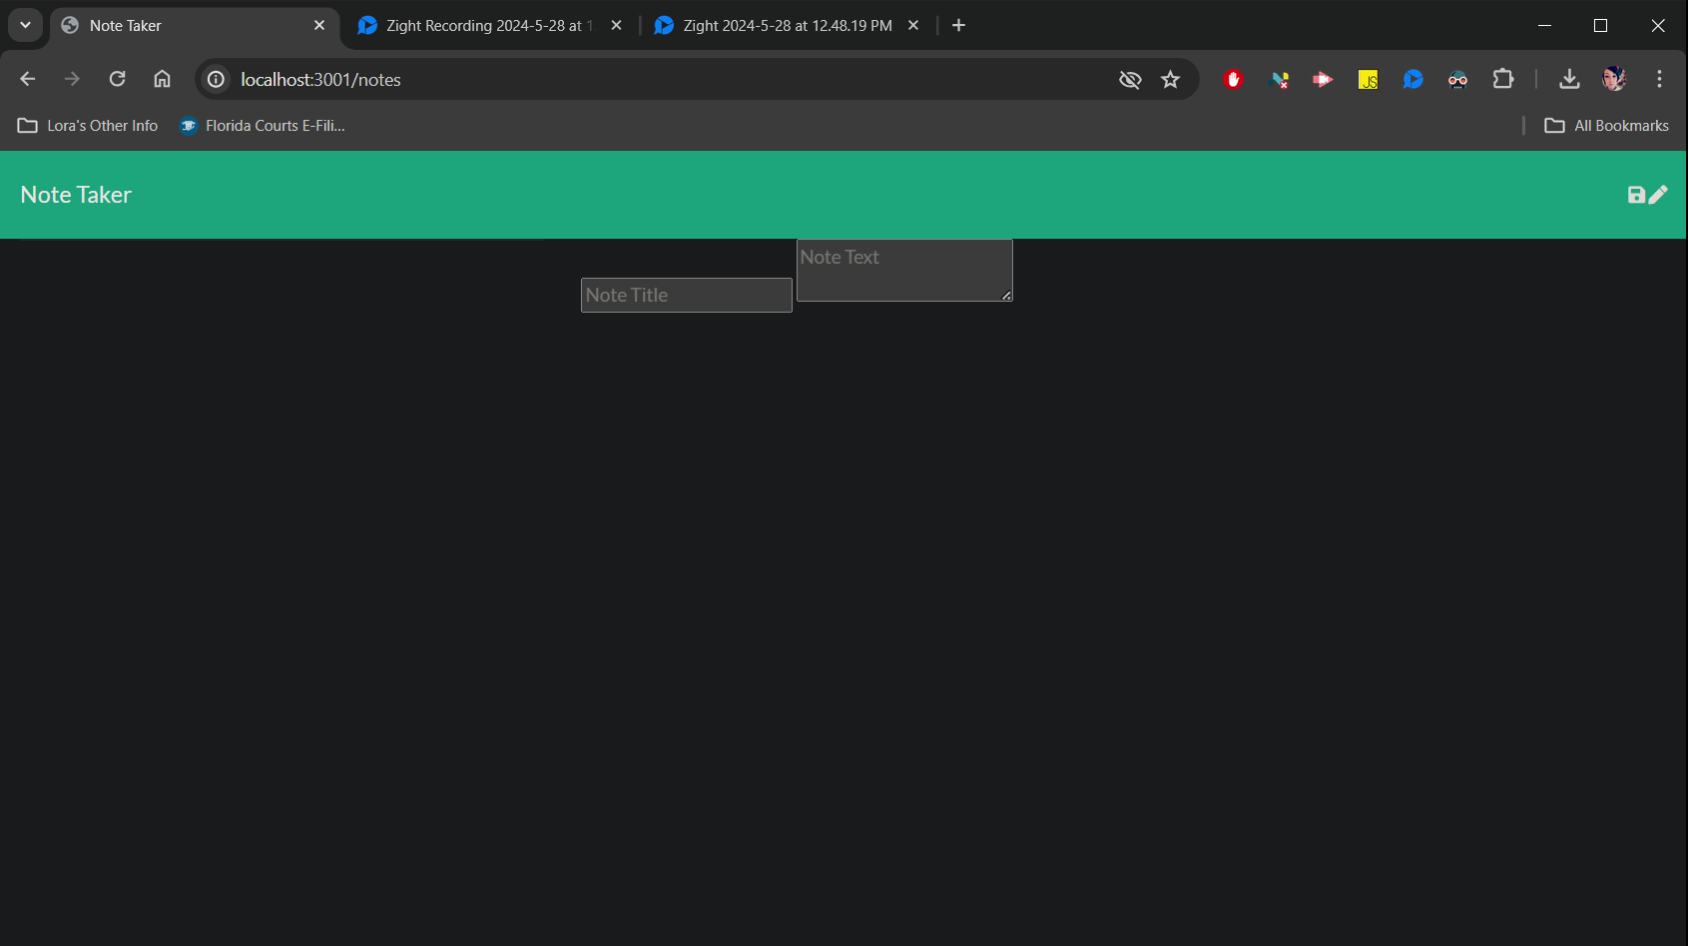 Note Taker
Zight Recording 2024-5-28 at 1
Zight 2024-5-28 at 12.48.19 PM
localhost:3001/notes
JS
Lora's Other Info
Florida Courts E-Fili...
All Bookmarks
Note Taker
Note Text
Note Title